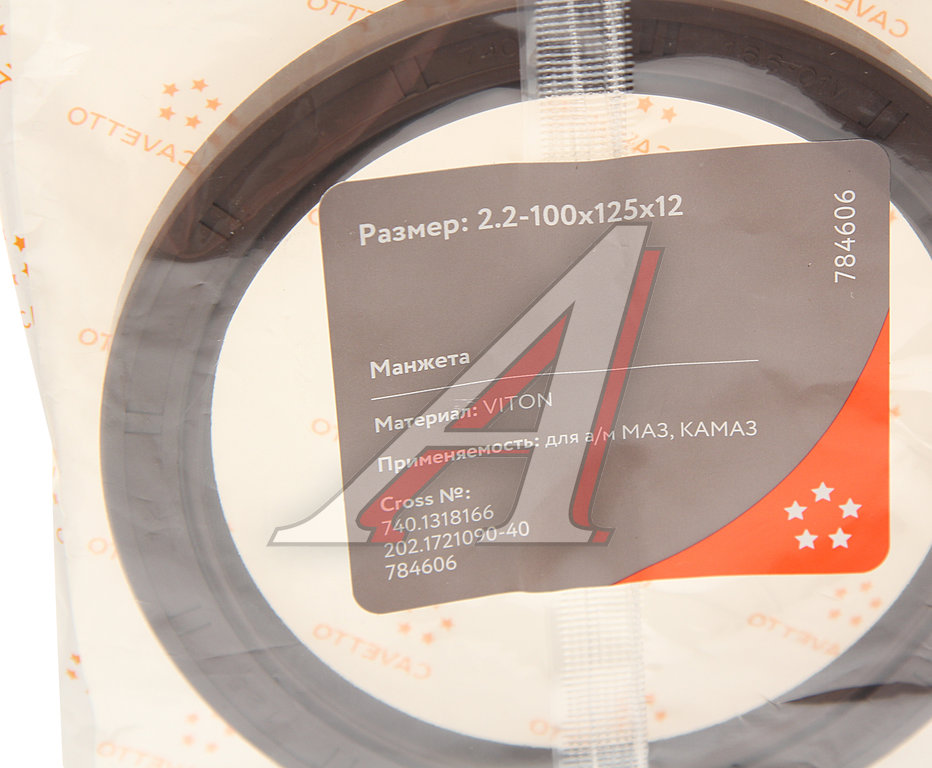 Размер: 2.2-100x125x12
784606
Манжета
Материал: VITON
Применяемость: для а/м МАЗ, КАМАЗ
Cross №:
740.1318166
202.1721090-40
784606
CAVETTO
CAVETTO
CAVETTO
CAVETTO
CAVETTO